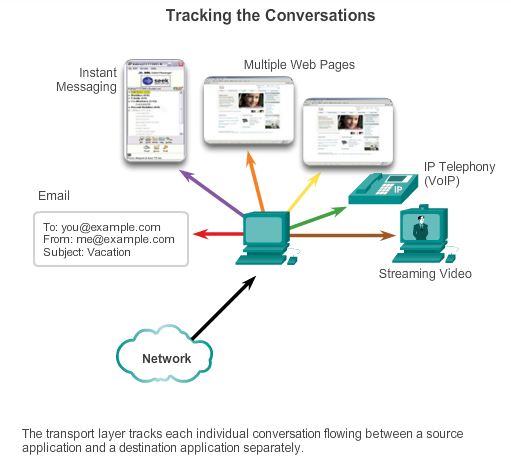 Tracking the Conversations
Instant
Messaging
Multiple Web Pages
seek
IP Telephony
(VoIP)
IP
Email
To: you@example.com
From: me@example.com
Subject: Vacation
Streaming Video
Network
The transport layer tracks each individual conversation flowing between a source
application and a destination application separately.